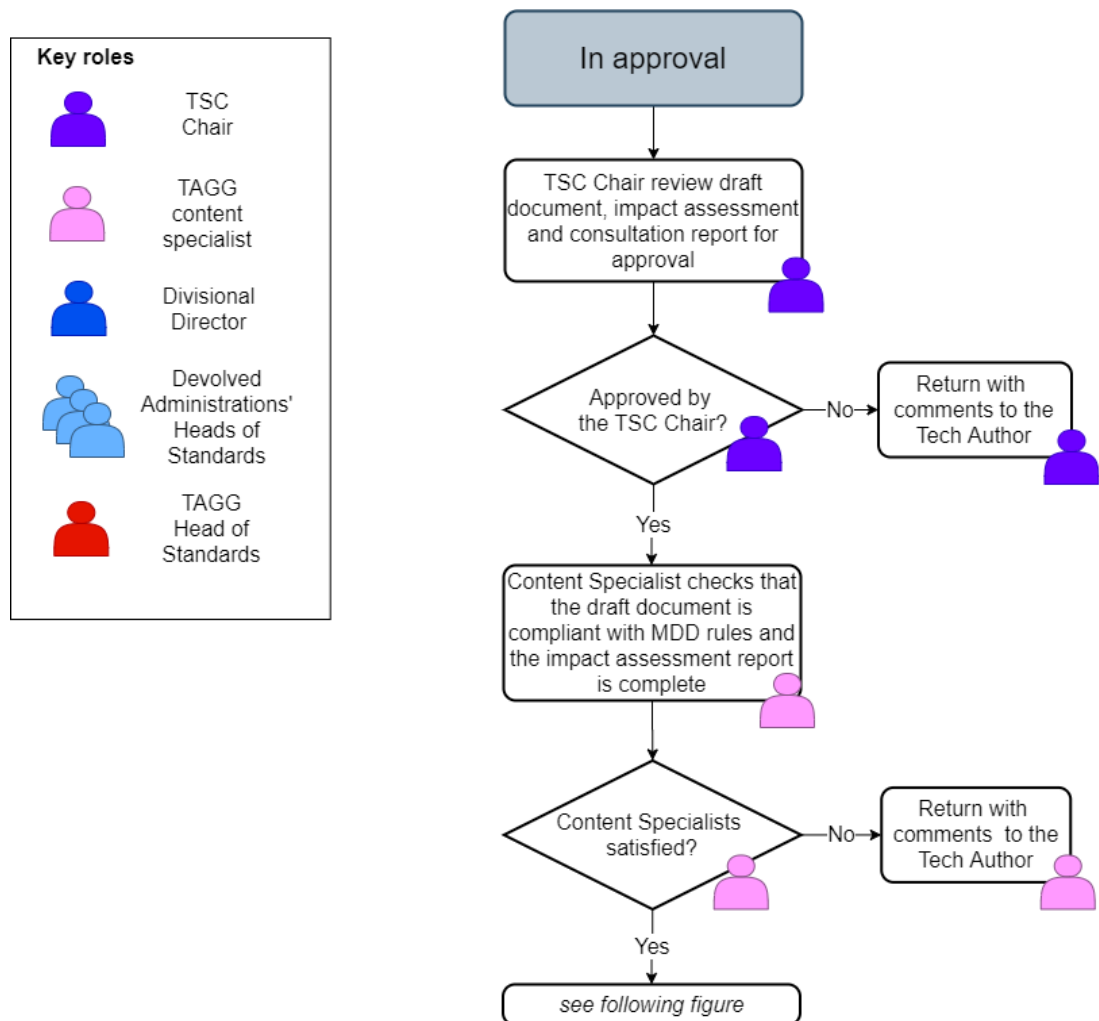 Key roles
TSC
Chair
TAGG
content
specialist
Divisional
Director
Devolved
Administrations'
Heads of
Standards
TAGG
Head of
Standards
In approval
TSC Chair review draft
document, impact assessment
and consultation report for
approval
Approved by
the TSC Chair?
No
Return with
comments to the
Tech Author
Yes
Content Specialist checks that
the draft document is
compliant with MDD rules and
the impact assessment report
is complete
Content Specialists
satisfied?
No
Return with
comments to the
Tech Author
Yes
see following figure